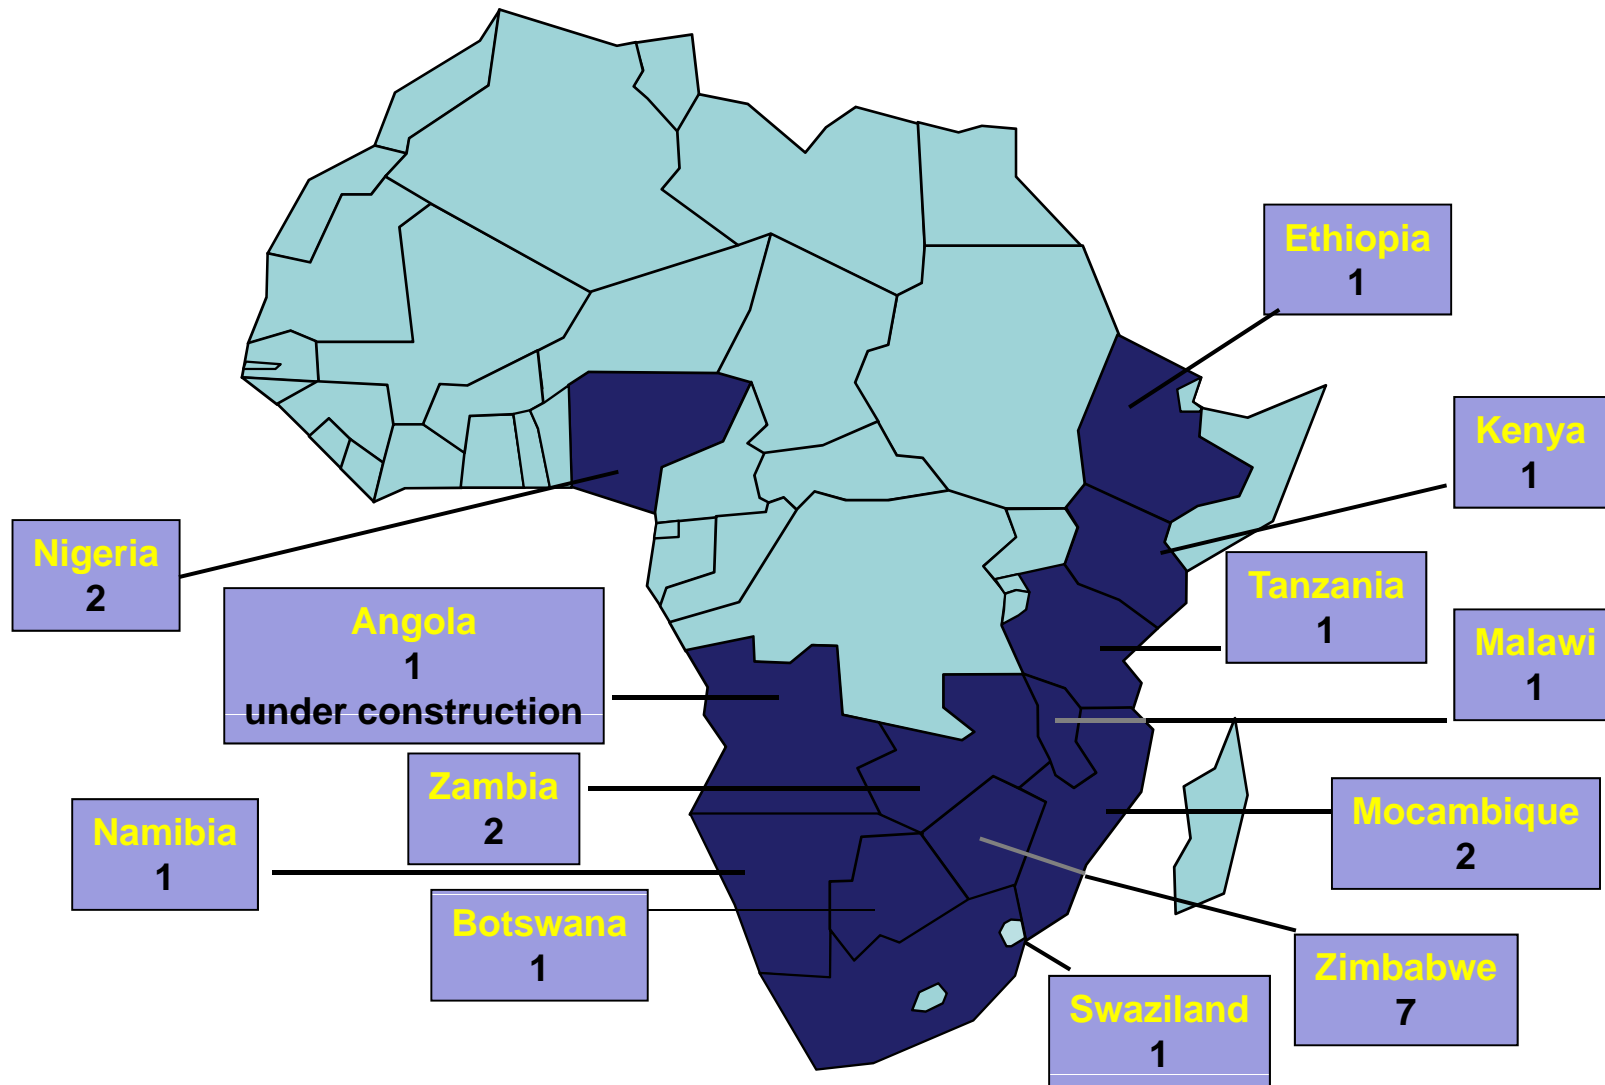 Ethiopia
1
Kenya
1
Nigeria
2
Tanzania
1
Angola
1
under construction
Malawi
1
Zambia
2
Mocambique
2
Namibia
1
Botswana
1
Zimbabwe
7
Swaziland
1